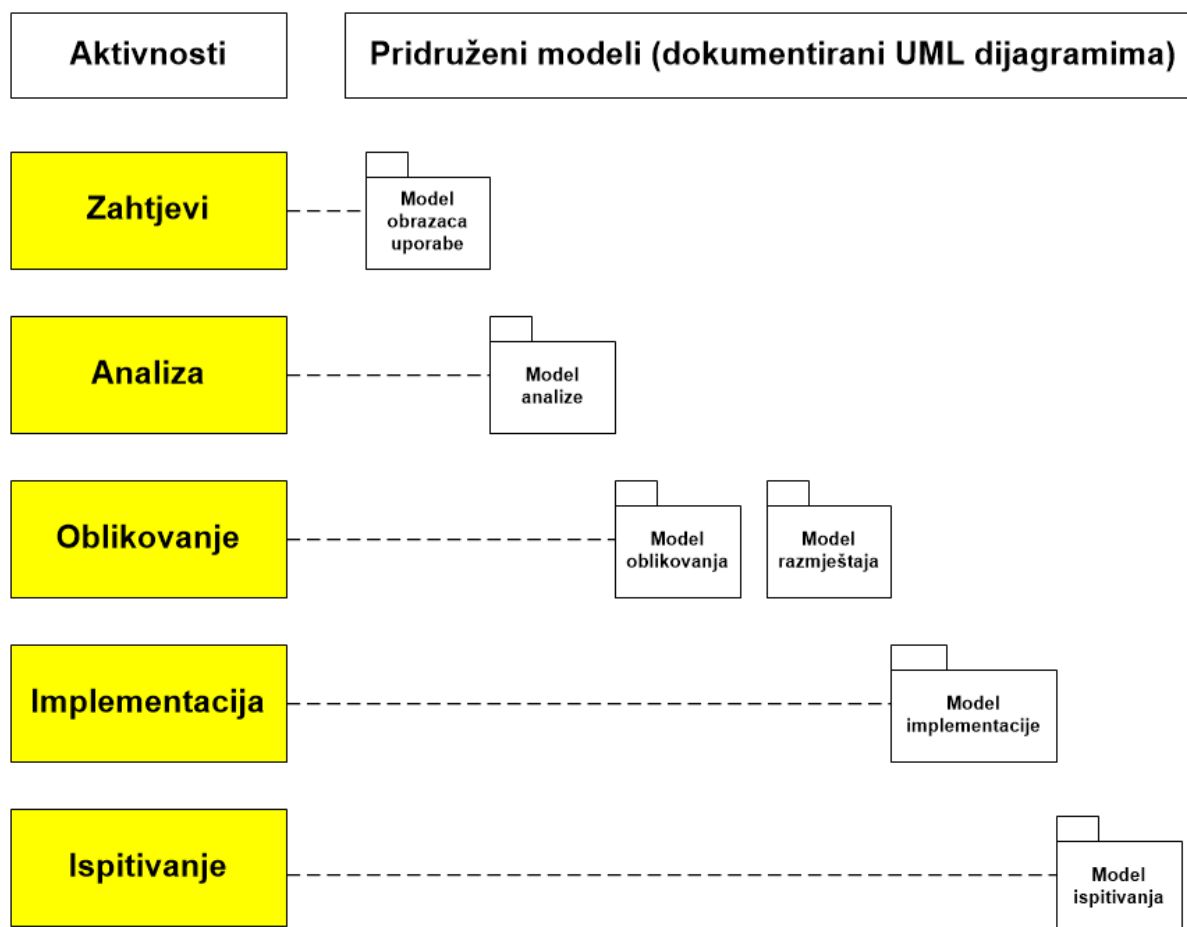 Aktivnosti
Pridruženi modeli (dokumentirani UML dijagramima)
Zahtjevi
Model
obrazaca
uporabe
Analiza
Model
analize
Oblikovanje
Model
oblikovanja
Model
razmještaja
Implementacija
Model
implementacije
Ispitivanje
Model
ispitivanja